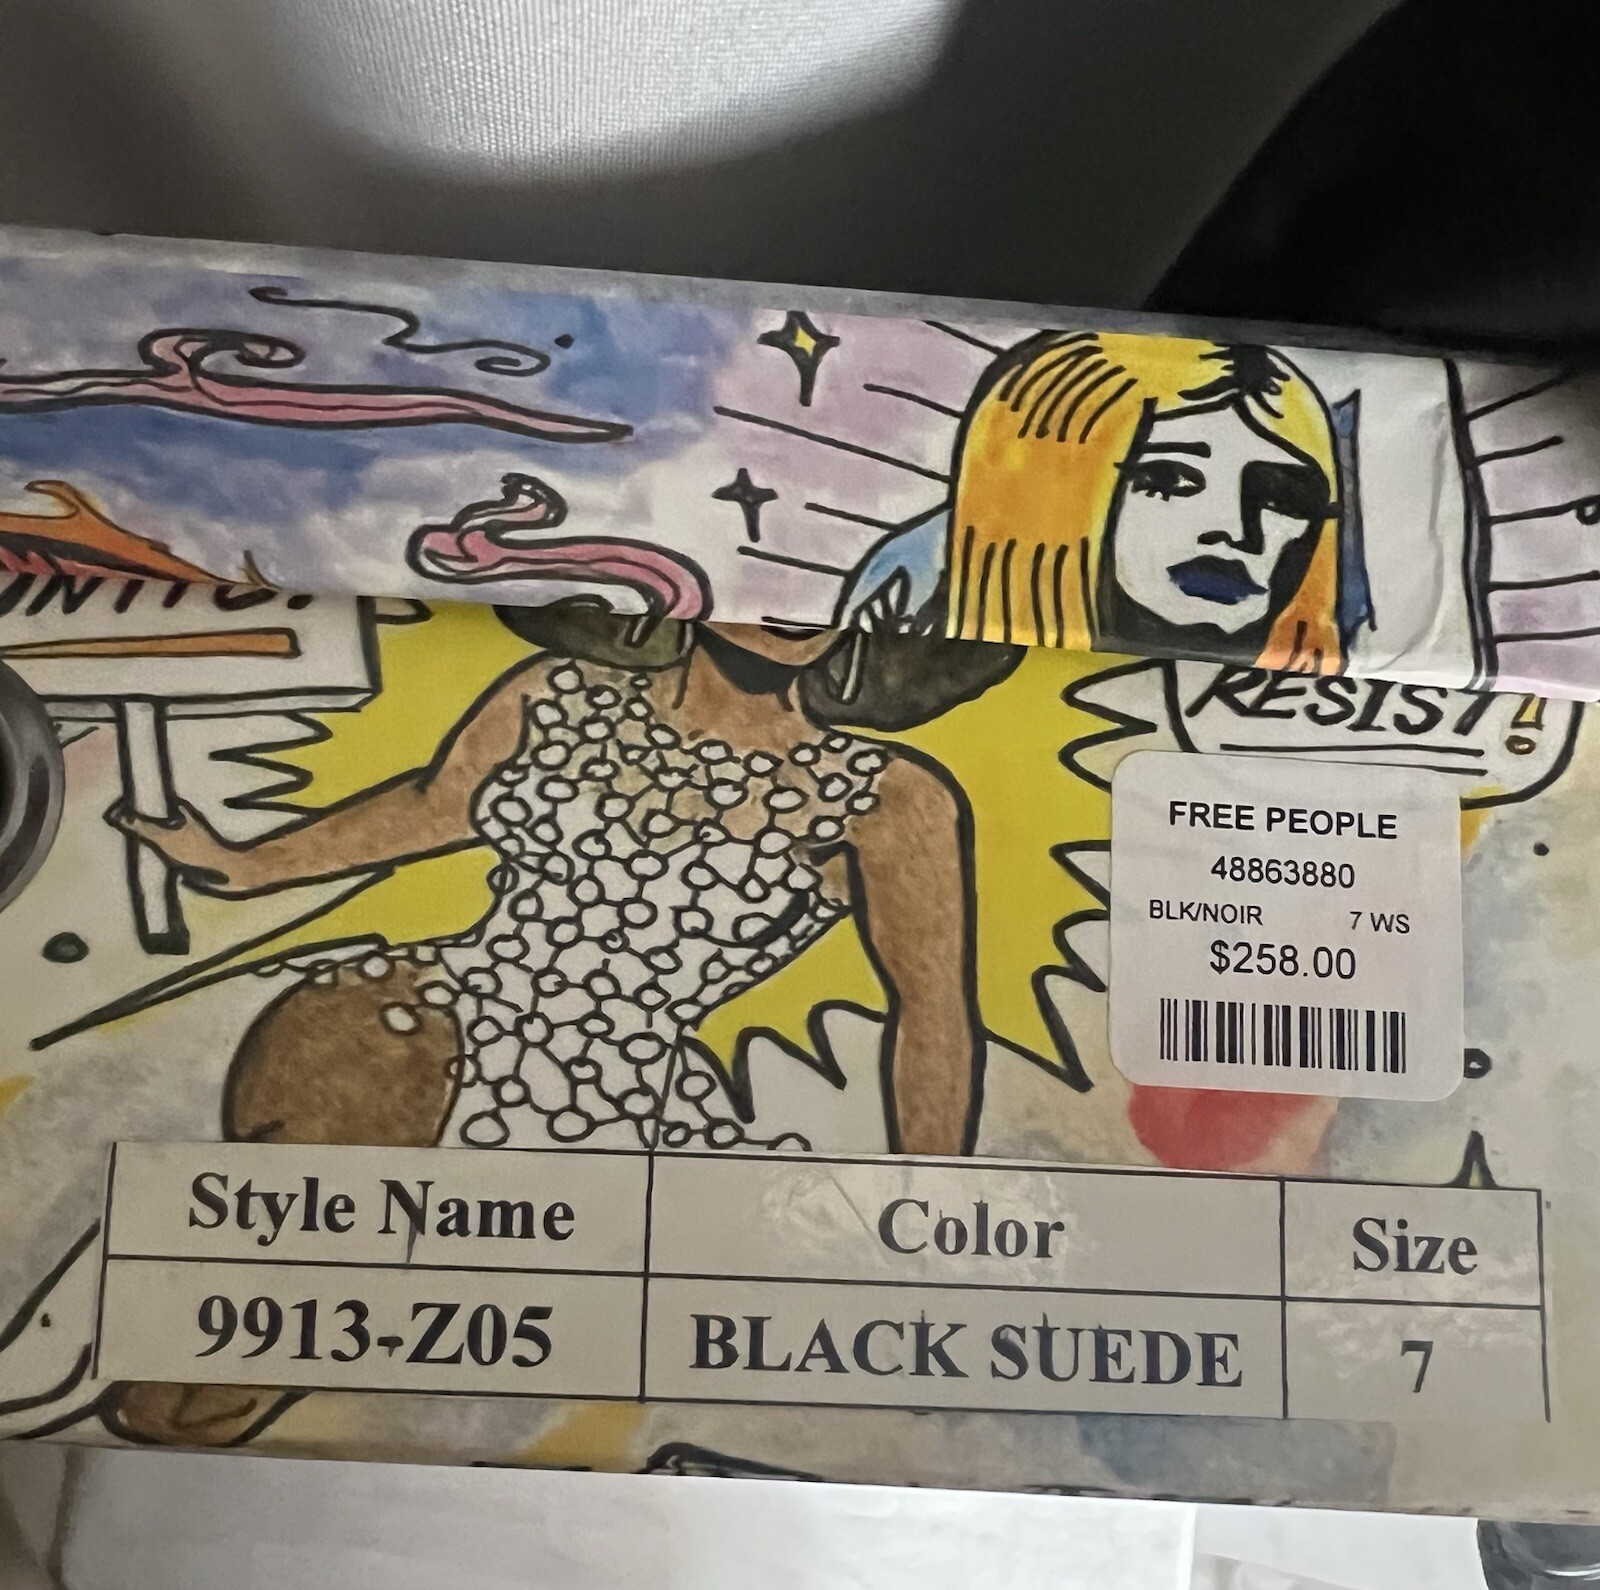 RESIST!
FREE PEOPLE
48863880
BLK/NOIR 7 WS
$258.00
Style Name Color Size
9913-Z05 BLACK SUEDE 7